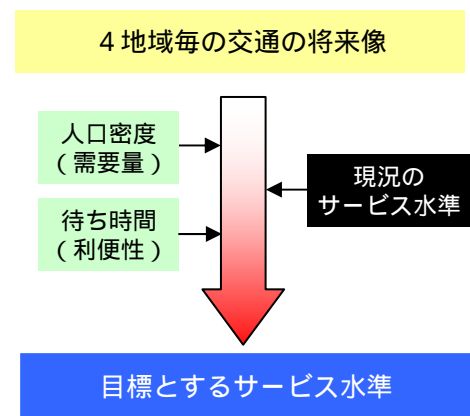 ４地域毎の交通の将来像
人口密度
（需要量）
現況の
サービス水準
待ち時間
（利便性）
目標とするサービス水準